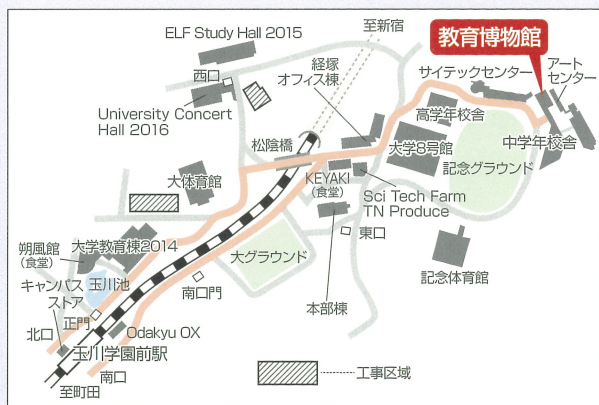 ELF Study Hall 2015
至新宿
教育博物館
西口
経塚
オフィス棟
サイテックセンター
アート
センター
University Concert
Hall 2016
高学年校舎
松陰橋
大学8号館
中学年校舎
記念グラウンド
大体育館
KEYAKI
(食堂)
Sci Tech Farm
TN Produce
朔風館
(食堂)
大学教育棟2014
東口
大グラウンド
記念体育館
キャンパス
ストア
玉川池
南口門
本部棟
正門
北口
Odakyu OX
玉川学園前駅
南口
至町田
工事区域